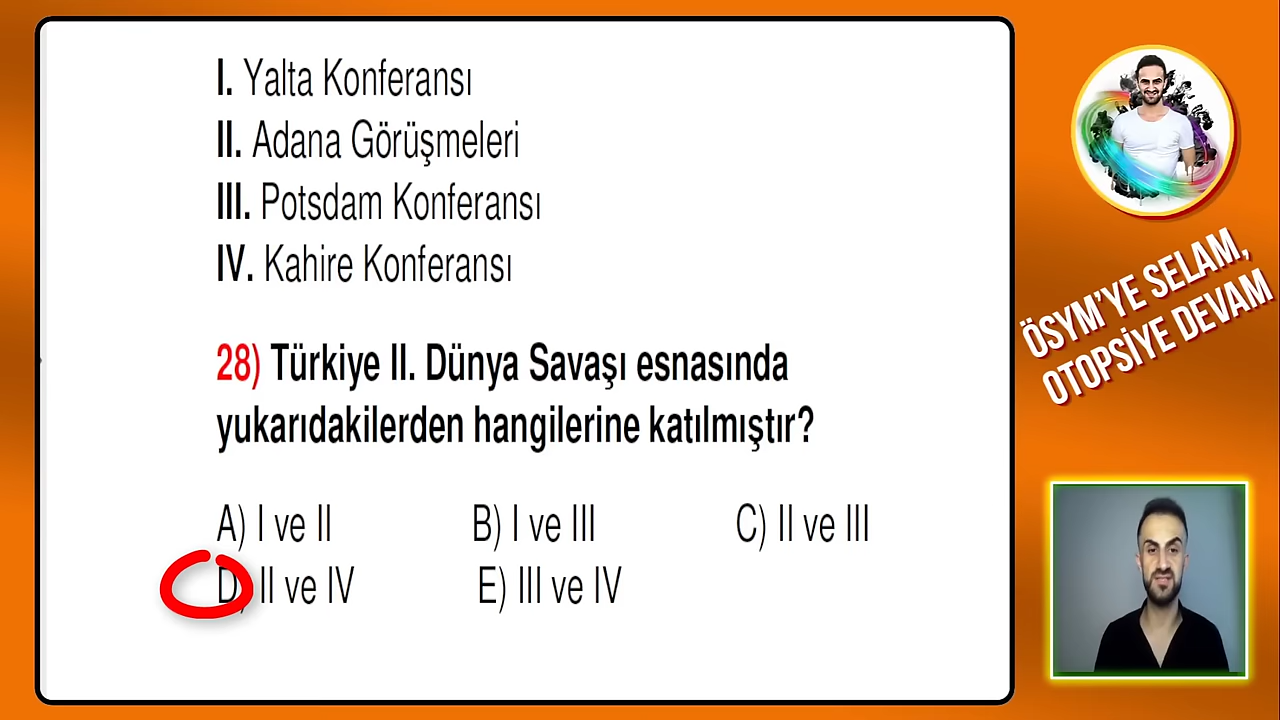 I. Yalta Konferansı
II. Adana Görüşmeleri
III. Potsdam Konferansı
IV. Kahire Konferansı
28) Türkiye II. Dünya Savaşı esnasında
yukarıdakilerden hangilerine katılmıştır?
A) I ve II B) I ve III C) II ve III
D) II ve IV E) III ve IV
ÖSYM'YE SELAM,
OTOPSİYE DEVAM